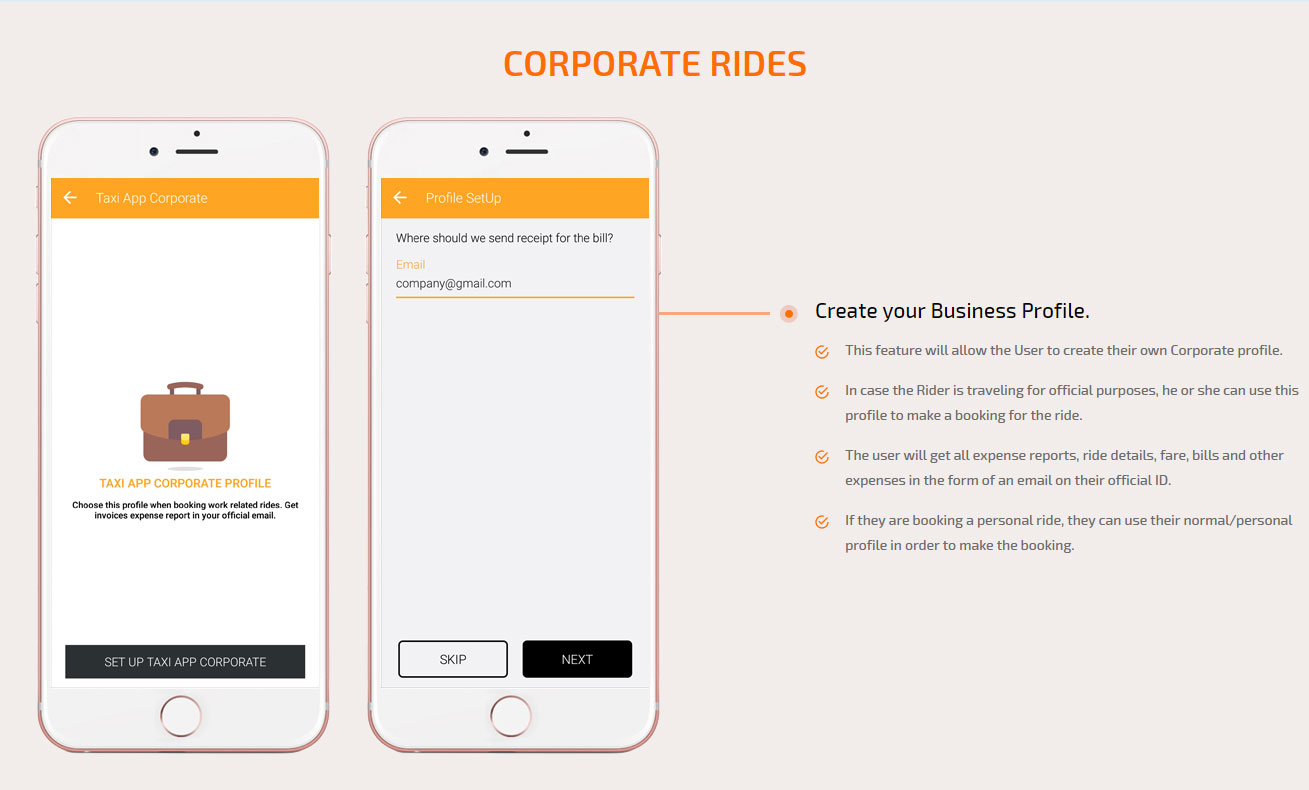 CORPORATE RIDES
Taxi App Corporate
TAXI APP CORPORATE PROFILE
Choose this profile when booking work related rides. Get
invoices expense report in your official email.
SET UP TAXI APP CORPORATE
Profile SetUp
Where should we send receipt for the bill?
Email
company@gmail.com
SKIP
NEXT
Create your Business Profile.
This feature will allow the User to create their own Corporate profile.
In case the Rider is traveling for official purposes, he or she can use this
profile to make a booking for the ride.
The user will get all expense reports, ride details, fare, bills and other
expenses in the form of an email on their official ID.
If they are booking a personal ride, they can use their normal/personal
profile in order to make the booking.